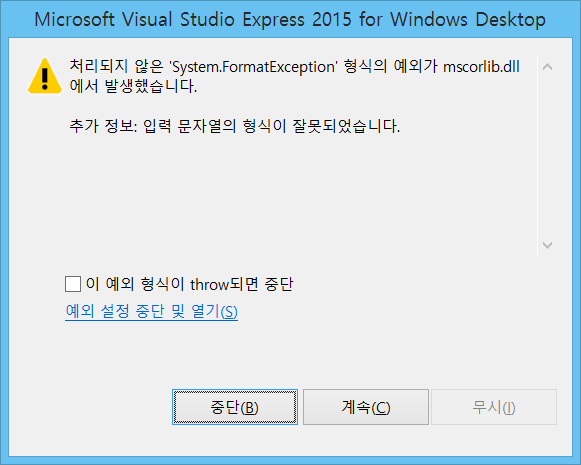 Microsoft Visual Studio Express 2015 for Windows Desktop
처리되지 않은 'System.FormatException' 형식의 예외가 mscorlib.dll
에서 발생했습니다.
추가 정보: 입력 문자열의 형식이 잘못되었습니다.
이 예외 형식이 throw되면 중단
예외 설정 중단 및 열기(S)
중단(B)
계속(C)
무시(I)